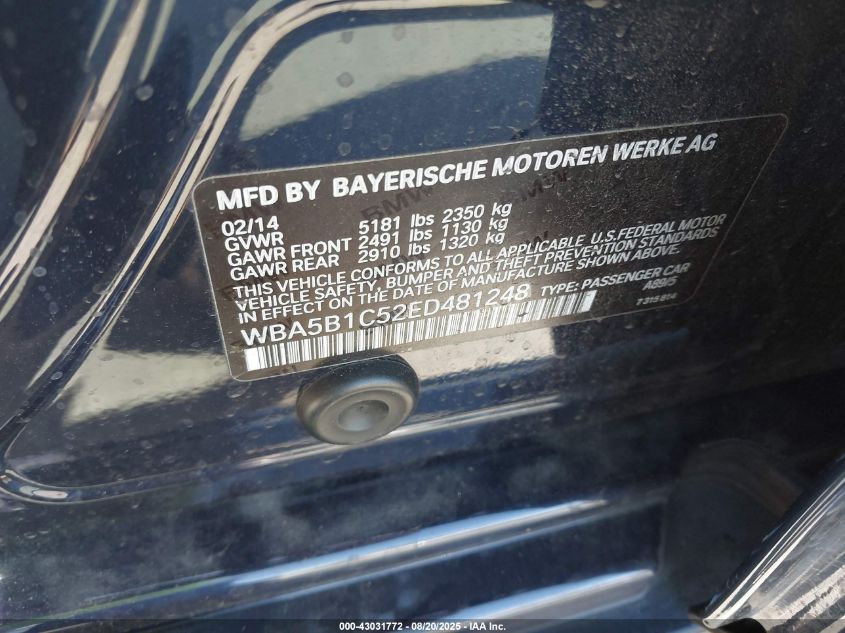 MFD BY BAYERISCHE MOTOREN WERKE AG
02/14
GVWR 5181 lbs 2350 kg
GAWR FRONT 2491 lbs 1130 kg
GAWR REAR 2910 lbs 1320 kg
THIS VEHICLE CONFORMS TO ALL APPLICABLE U.S.FEDERAL MOTOR
VEHICLE SAFETY, BUMPER AND THEFT PREVENTION STANDARDS
IN EFFECT ON THE DATE OF MANUFACTURE SHOWN ABOVE.
WBA5B1C52ED481248 TYPE: PASSENGER CAR
A89/5
7 315 814
000-43031772 - 08/20/2025 - IAA Inc.